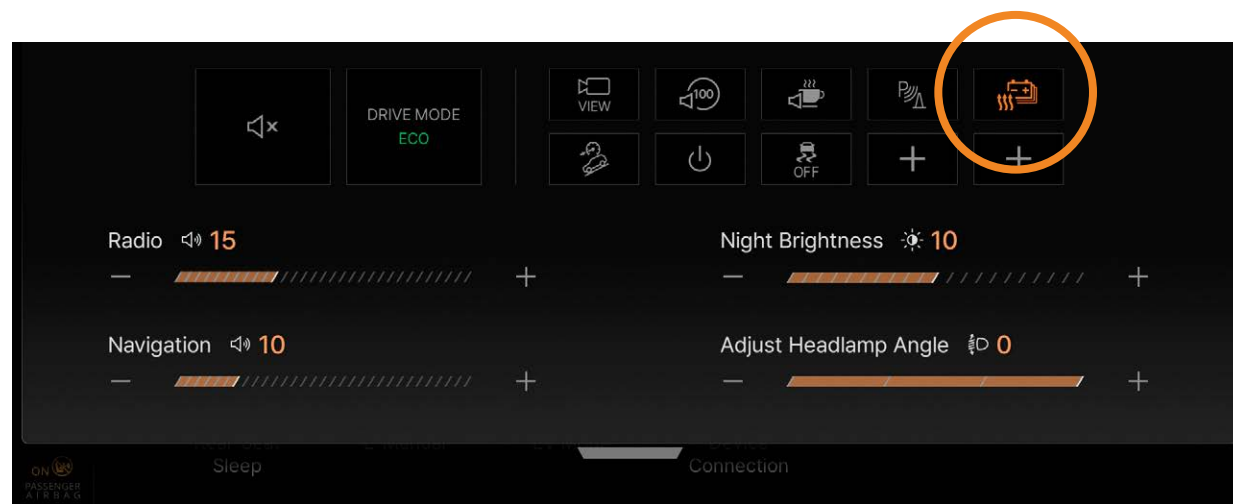 DRIVE MODE
ECO
VIEW
100
P
OFF
Radio 15
Night Brightness 10
Navigation 10
Adjust Headlamp Angle 0
Sleep
Connection
ON
PASSENGER
AIRBAG